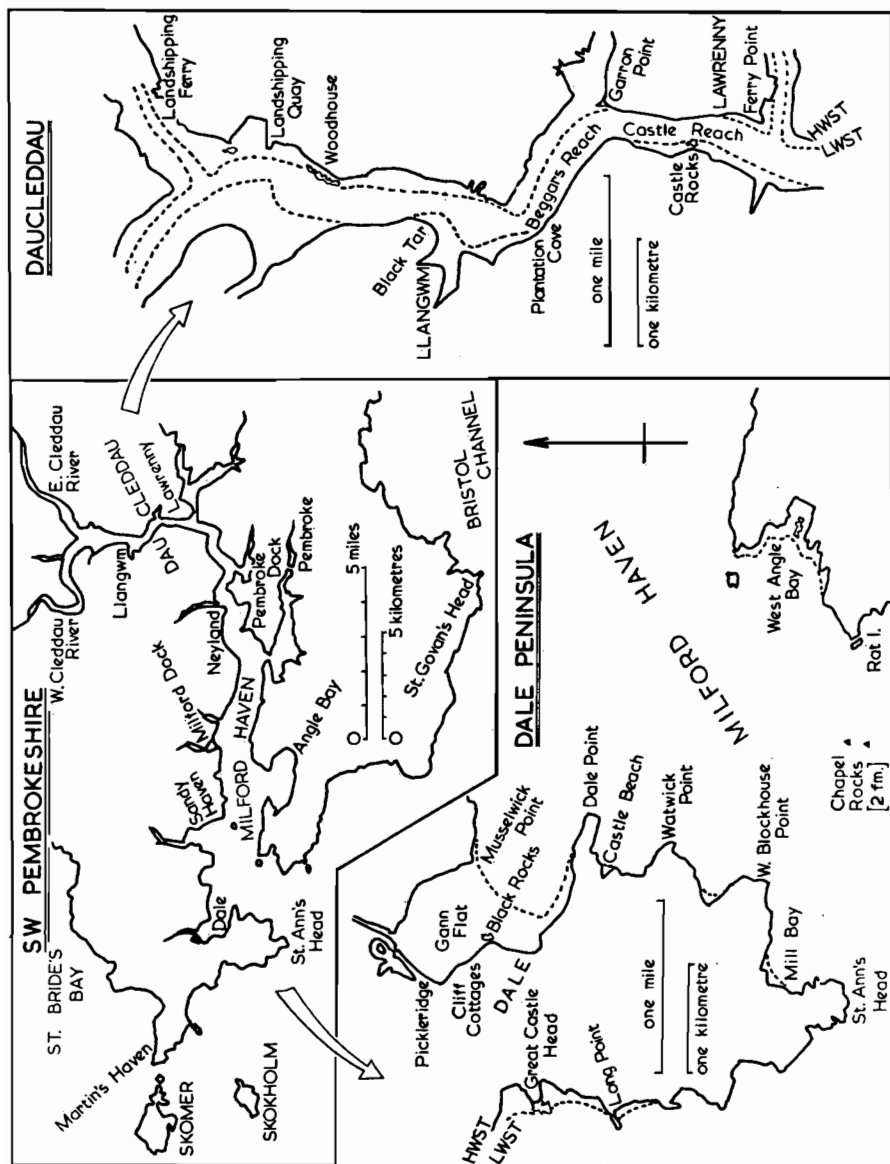 SW PEMBROKESHIRE
ST. BRIDE'S
BAY
W. Cleddau
River
E. Cleddau
River
Llangwm
DAU
CLEDDAU
Lawrenny
Martin's Haven
SKOMER
SKOKHOLM
Dale
St. Ann's
Head
Sandy
Haven
Milford Dock
MILFORD
HAVEN
Neyland
Pembroke
Dock
Pembroke
Angle Bay
5 miles
5 kilometres
O
O
St. Govan's Head
BRISTOL
CHANNEL
DAUCLEDDAU
Landshipping
Ferry
Landshipping
Quay
Woodhouse
Black Tar
LLANGWM
Beggars Reach
Plantation
Cove
Garron
Point
Castle Reach
Castle
Rocks
LAWRENNY
Ferry Point
HWST
LWST
one mile
one kilometre
DALE PENINSULA
Pickleridge
Gann
Flat
Musselwick
Point
Cliff
Cottages
Black Rocks
DALE
Great Castle
Head
HWST
LWST
Long Point
Dale Point
Castle Beach
Watwick
Point
W. Blockhouse
Point
Mill Bay
St. Ann's
Head
one mile
one kilometre
MILFORD
HAVEN
West Angle
Bay
Rat I.
Chapel
Rocks
[2 fm.]